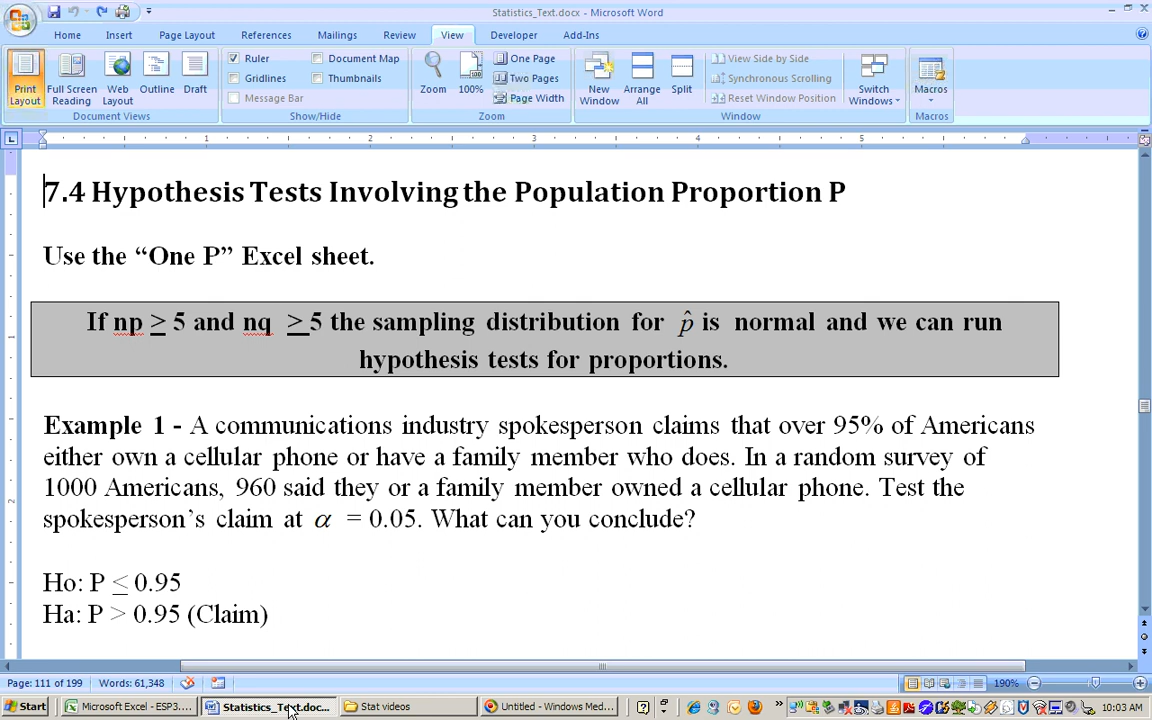 Statistics_Text.docx - Microsoft Word
Home Insert Page Layout References Mailings Review View Developer Add-Ins
Print Layout
Full Screen Reading
Web Layout
Outline
Draft
Document Views
Ruler
Gridlines
Message Bar
Document Map
Thumbnails
Show/Hide
Zoom
100%
One Page
Two Pages
Page Width
Zoom
New Window
Arrange All
Split
View Side by Side
Synchronous Scrolling
Reset Window Position
Switch Windows
Window
Macros
Macros
1 2 3 4 5
7.4 Hypothesis Tests Involving the Population Proportion P
Use the “One P” Excel sheet.
If np ≥ 5 and nq ≥ 5 the sampling distribution for p̂ is normal and we can run
hypothesis tests for proportions.
Example 1 - A communications industry spokesperson claims that over 95% of Americans
either own a cellular phone or have a family member who does. In a random survey of
1000 Americans, 960 said they or a family member owned a cellular phone. Test the
spokesperson’s claim at α = 0.05. What can you conclude?
Ho: P ≤ 0.95
Ha: P > 0.95 (Claim)
Page: 111 of 199 Words: 61,348 190%
Start Microsoft Excel - ESP3.... Statistics_Text.doc... Stat videos Untitled - Windows Med... 10:03 AM